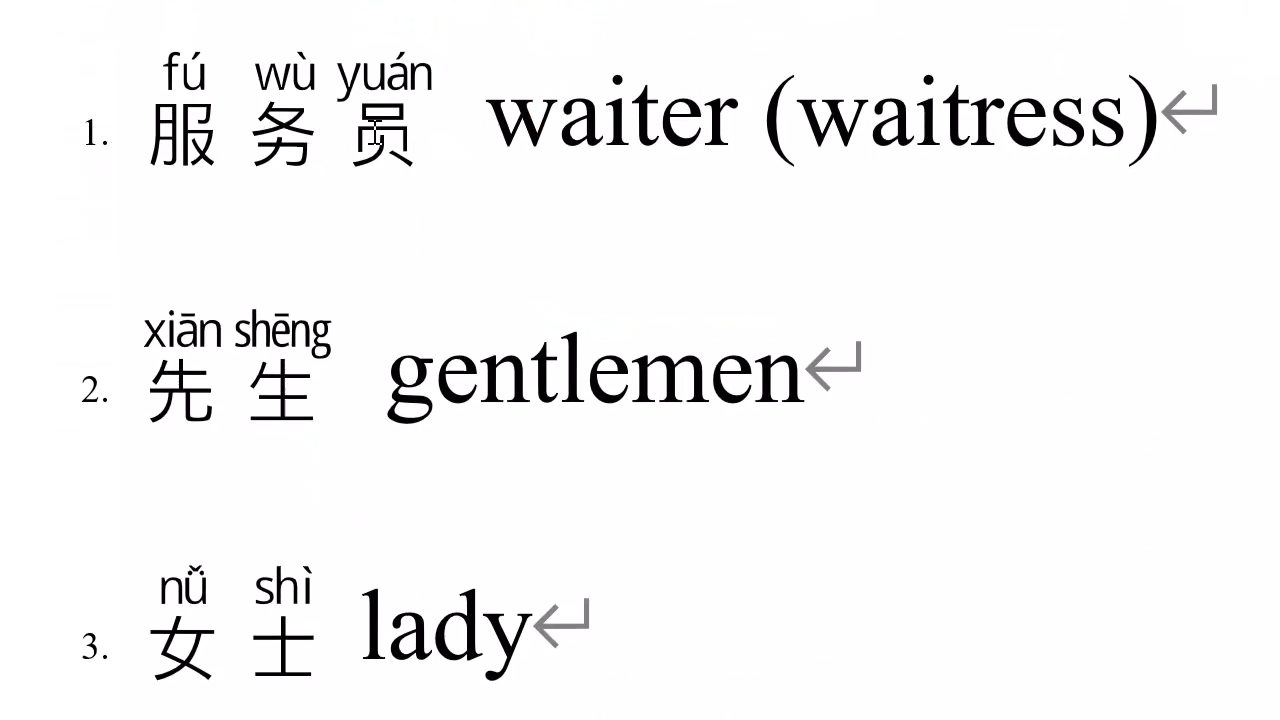 fú wù yuán
1. 服务员 waiter (waitress)↵
xiān shēng
2. 先生 gentlemen↵
nǚ shì
3. 女士 lady↵